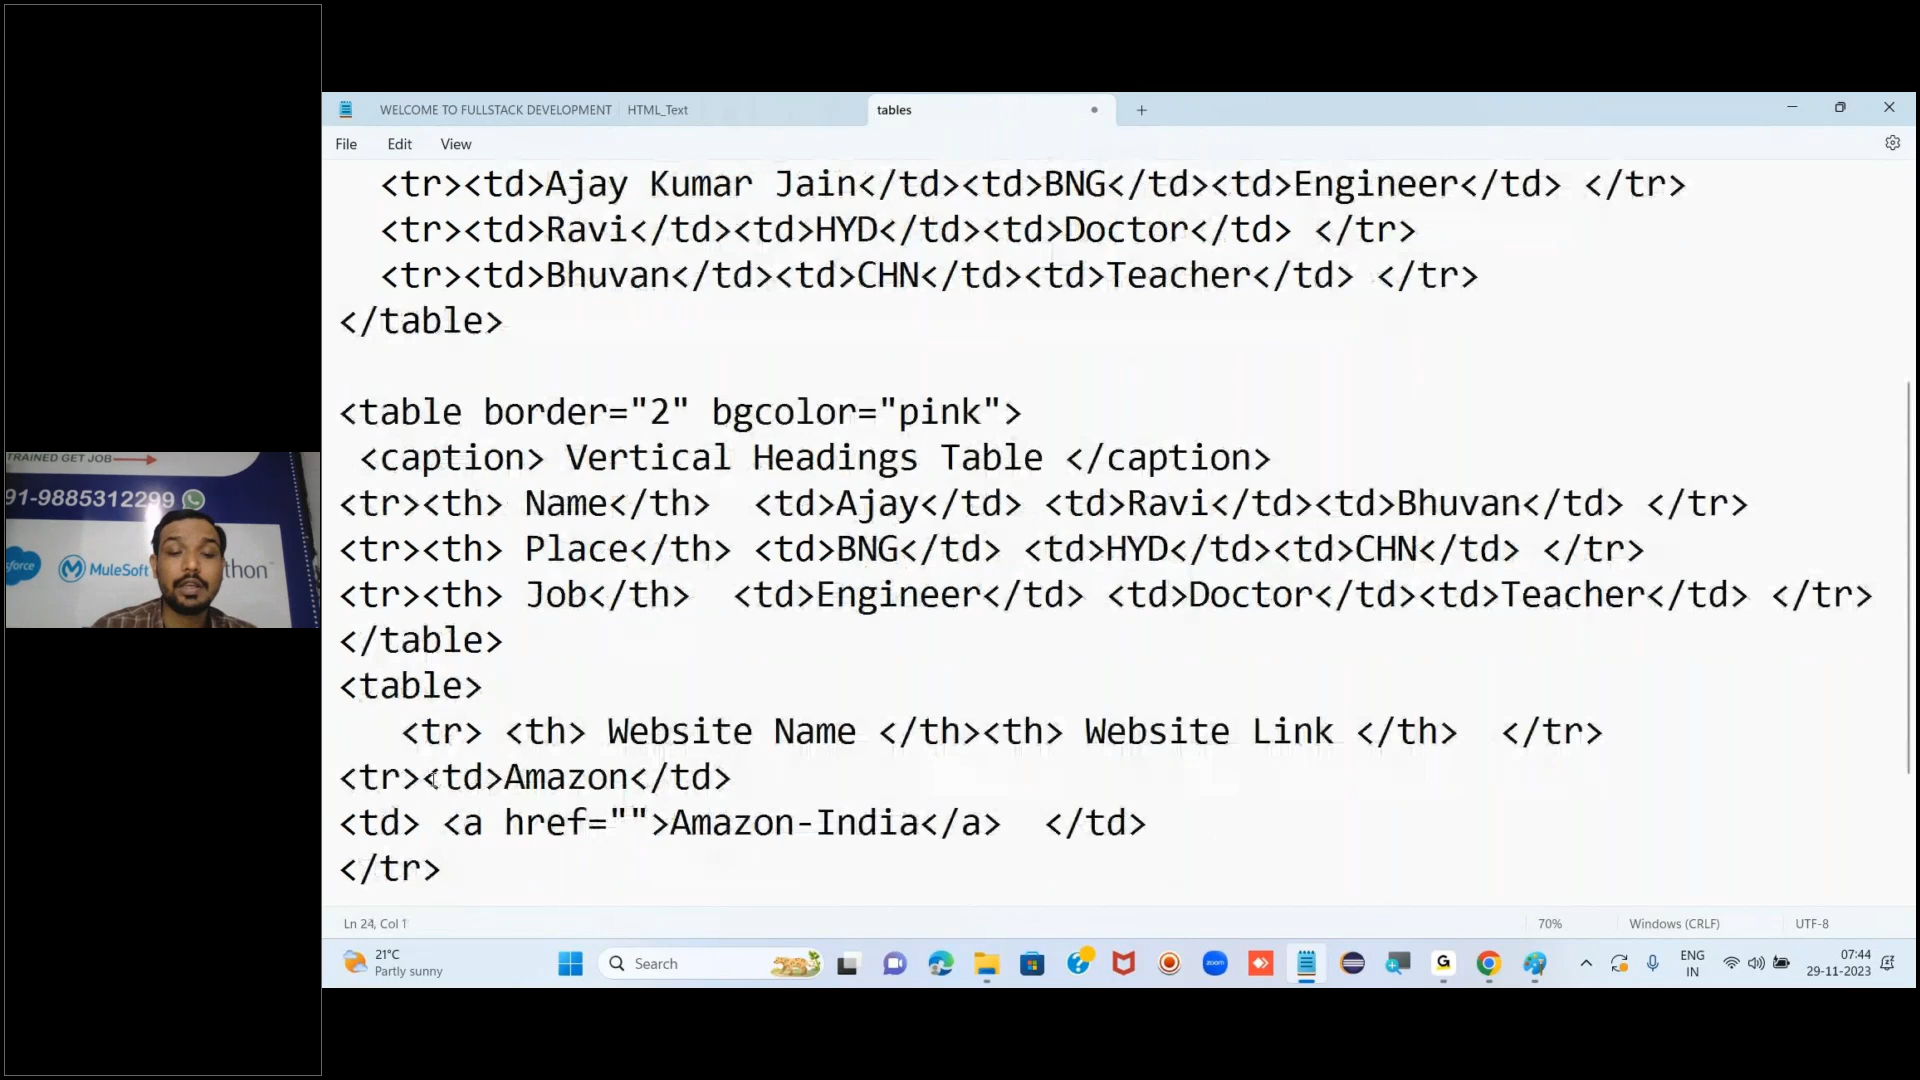 WELCOME TO FULLSTACK DEVELOPMENT HTML_Text tables
File Edit View
<tr><td>Ajay Kumar Jain</td><td>BNG</td><td>Engineer</td> </tr>
<tr><td>Ravi</td><td>HYD</td><td>Doctor</td> </tr>
<tr><td>Bhuvan</td><td>CHN</td><td>Teacher</td> </tr>
</table>
<table border="2" bgcolor="pink">
<caption> Vertical Headings Table </caption>
<tr><th> Name</th>  <td>Ajay</td> <td>Ravi</td><td>Bhuvan</td> </tr>
<tr><th> Place</th> <td>BNG</td> <td>HYD</td><td>CHN</td> </tr>
<tr><th> Job</th>  <td>Engineer</td> <td>Doctor</td><td>Teacher</td> </tr>
</table>
<table>
<tr> <th> Website Name </th><th> Website Link </th>  </tr>
<tr><td>Amazon</td>
<td> <a href="">Amazon-India</a>  </td>
</tr>
Ln 24, Col 1 70% Windows (CRLF) UTF-8
21°C
Partly sunny
Search
zoom
G
ENG
IN
07:44
29-11-2023
TRAINED GET JOB
91-9885312299
sforce
MuleSoft
thon